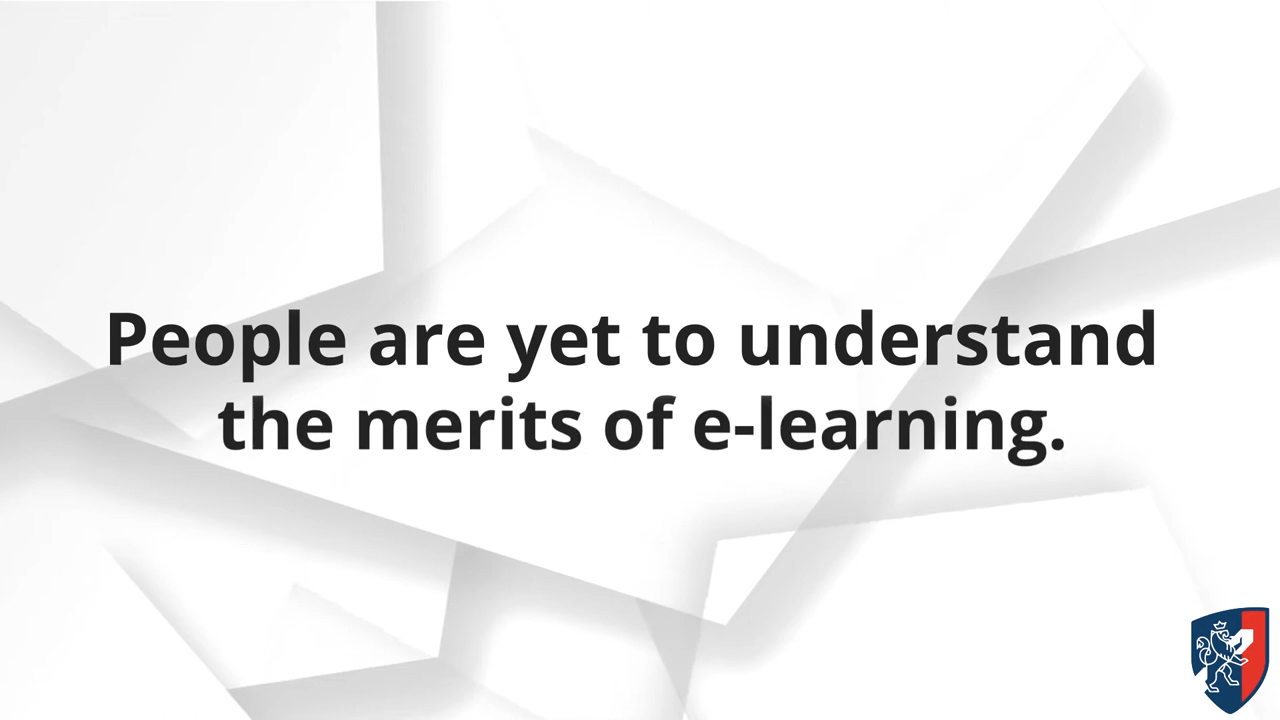 People are yet to understand
the merits of e-learning.